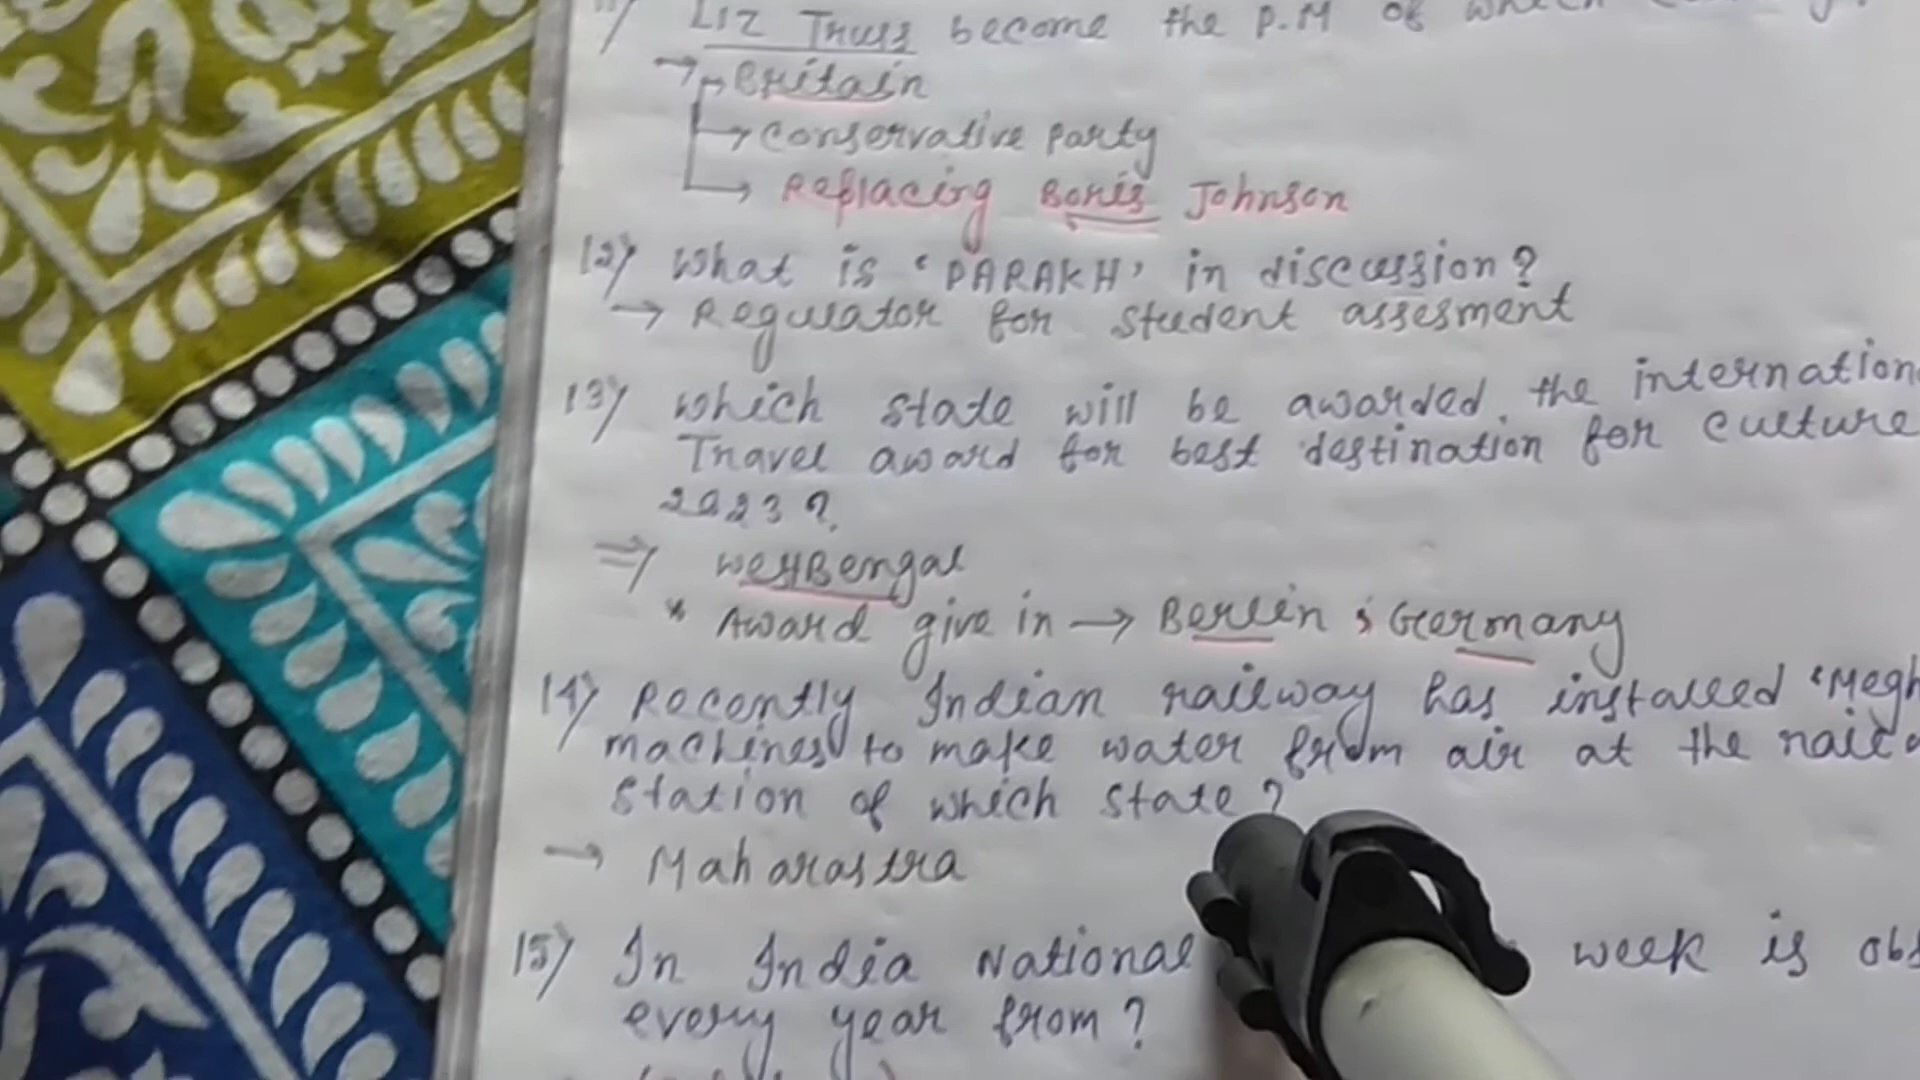 11) Liz Truss become the P.M of which
→ Britain
→ Conservative Party
→ Replacing Boris Johnson
12) What is 'PARAKH' in discussion?
→ Regulator for student assesment
13) Which state will be awarded the internation
Travel award for best destination for culture
2023?
⇒ WestBengal
* Award give in → Berlin, Germany
14) Recently Indian railway has installed 'Megh
machines to make water from air at the
station of which state?
→ Maharastra
15) In India National week is obs
every year from?